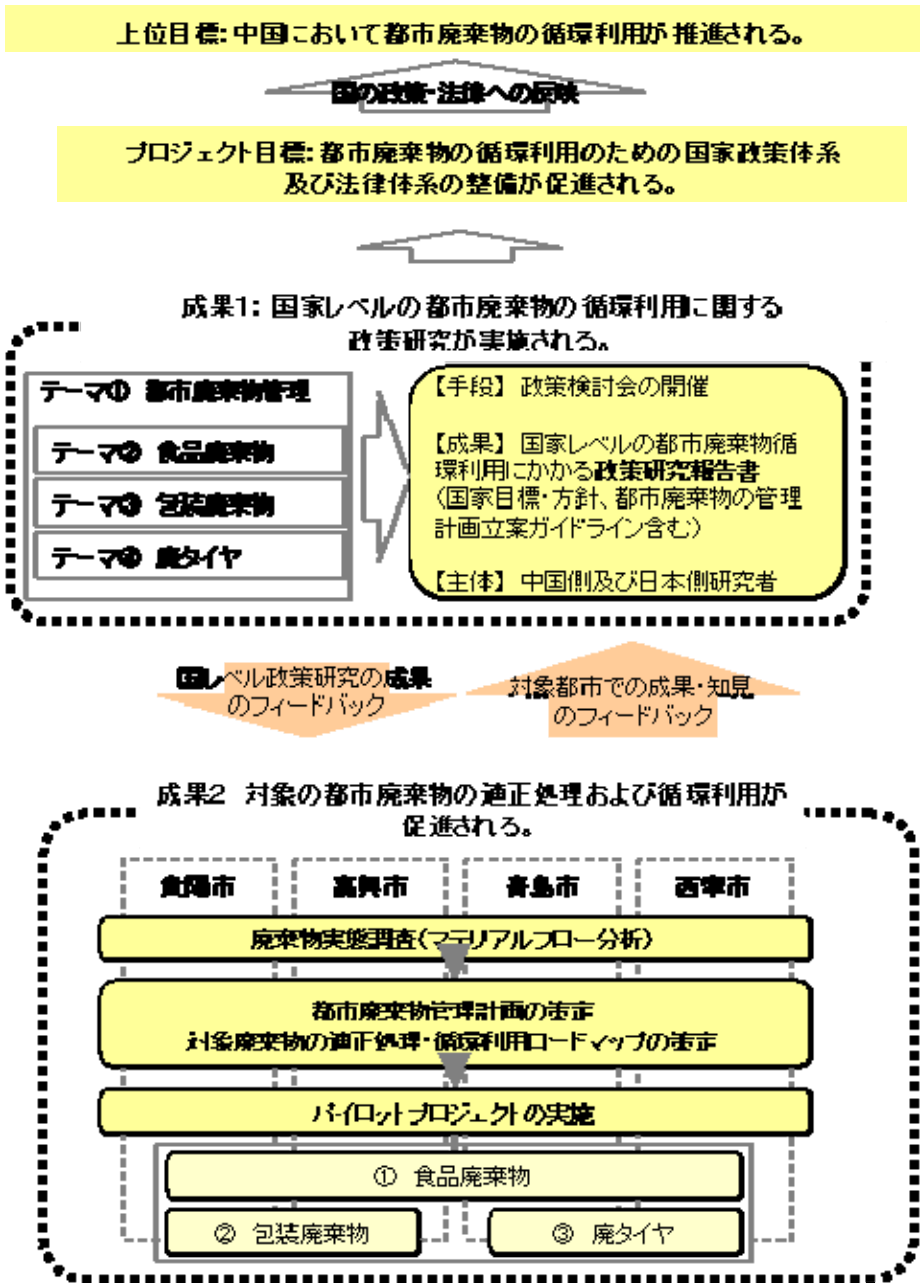 上位目標: 中国において都市廃棄物の循環利用が推進される。
国の政策・法律への反映
プロジェクト目標: 都市廃棄物の循環利用のための国家政策体系
及び法律体系の整備が促進される。
成果1: 国家レベルの都市廃棄物の循環利用に関する
政策研究が実施される。
テーマ① 都市廃棄物管理
テーマ② 食品廃棄物
テーマ③ 包装廃棄物
テーマ④ 廃タイヤ
【手段】 政策検討会の開催
【成果】 国家レベルの都市廃棄物循
環利用にかかる政策研究報告書
(国家目標・方針、都市廃棄物の管理
計画立案ガイドライン含む)
【主体】 中国側及び日本側研究者
国レベル政策研究の成果
のフィードバック
対象都市での成果・知見
のフィードバック
成果2 対象の都市廃棄物の適正処理および循環利用が
促進される。
貴陽市 嘉興市 青島市 西寧市
廃棄物実態調査(マテリアルフロー分析)
都市廃棄物管理計画の策定
対象廃棄物の適正処理・循環利用ロードマップの策定
パイロットプロジェクトの実施
① 食品廃棄物
② 包装廃棄物 ③ 廃タイヤ